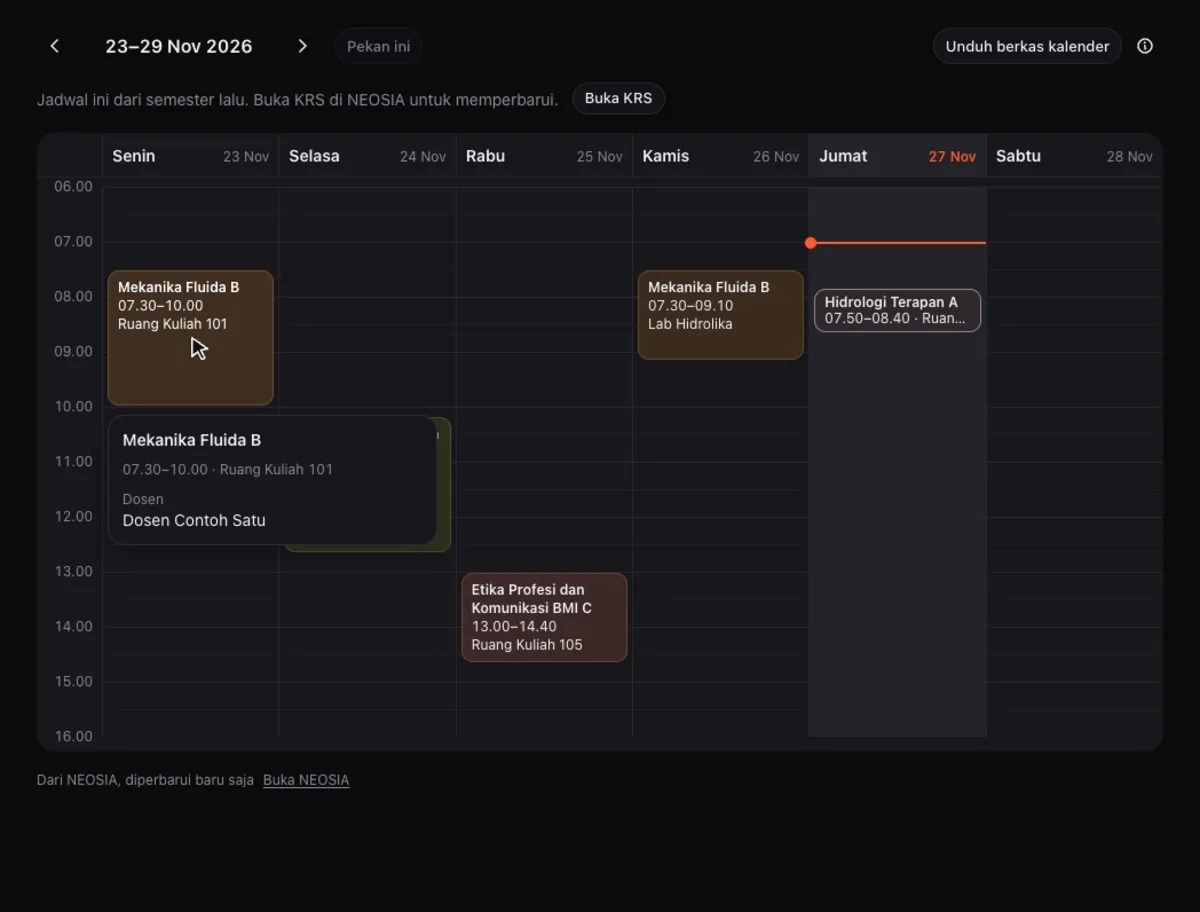 23–29 Nov 2026
Pekan ini
Unduh berkas kalender
Jadwal ini dari semester lalu. Buka KRS di NEOSIA untuk memperbarui.
Buka KRS
Senin 23 Nov
Selasa 24 Nov
Rabu 25 Nov
Kamis 26 Nov
Jumat 27 Nov
Sabtu 28 Nov
06.00
07.00
08.00
09.00
10.00
11.00
12.00
13.00
14.00
15.00
16.00
Mekanika Fluida B
07.30–10.00
Ruang Kuliah 101
Mekanika Fluida B
07.30–10.00 · Ruang Kuliah 101
Dosen
Dosen Contoh Satu
Etika Profesi dan
Komunikasi BMI C
13.00–14.40
Ruang Kuliah 105
Mekanika Fluida B
07.30–09.10
Lab Hidrolika
Hidrologi Terapan A
07.50–08.40 · Ruan...
Dari NEOSIA, diperbarui baru saja Buka NEOSIA